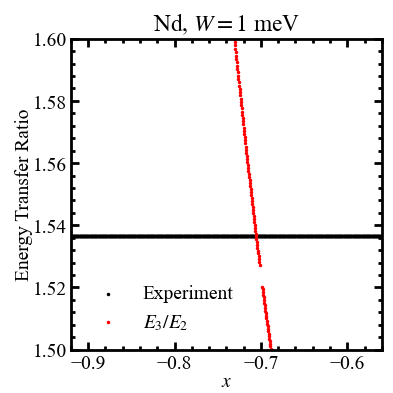 Nd, W = 1 meV
Energy Transfer Ratio
1.60
1.58
1.56
1.54
1.52
1.50
Experiment
E₃/E₂
−0.9 −0.8 −0.7 −0.6
x